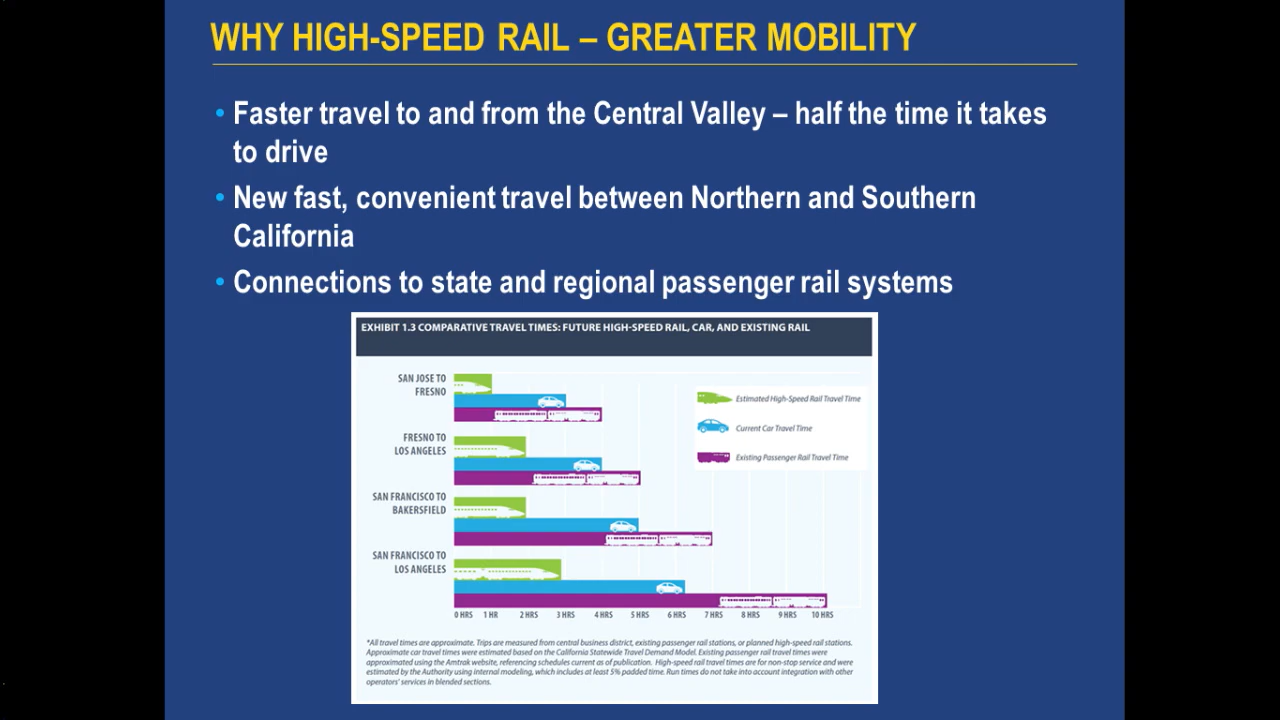 WHY HIGH-SPEED RAIL – GREATER MOBILITY
• Faster travel to and from the Central Valley – half the time it takes
to drive
• New fast, convenient travel between Northern and Southern
California
• Connections to state and regional passenger rail systems
EXHIBIT 1.3 COMPARATIVE TRAVEL TIMES: FUTURE HIGH-SPEED RAIL, CAR, AND EXISTING RAIL
SAN JOSE TO
FRESNO
Estimated High-Speed Rail Travel Time
Current Car Travel Time
Existing Passenger Rail Travel Time
FRESNO TO
LOS ANGELES
SAN FRANCISCO TO
BAKERSFIELD
SAN FRANCISCO TO
LOS ANGELES
0 HRS 1 HR 2 HRS 3 HRS 4 HRS 5 HRS 6 HRS 7 HRS 8 HRS 9 HRS 10 HRS
*All travel times are approximate. Trips are measured from central business district, existing passenger rail stations, or planned high-speed rail stations.
Approximate car travel times were estimated based on the California Statewide Travel Demand Model. Existing passenger rail travel times were
approximated using the Amtrak website, referencing schedules current as of publication. High-speed rail travel times are for non-stop service and were
estimated by the Authority using internal modeling, which includes at least 5% padded time. Run times do not take into account integration with other
operators' services in blended sections.